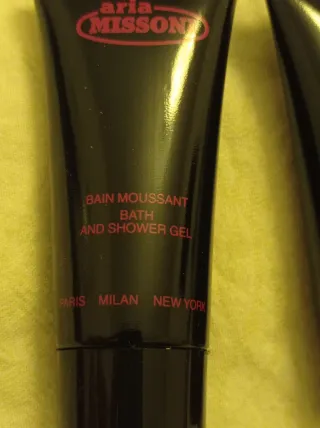 aria
MISSONI
BAIN MOUSSANT
BATH
AND SHOWER GEL
PARIS MILAN NEW YORK